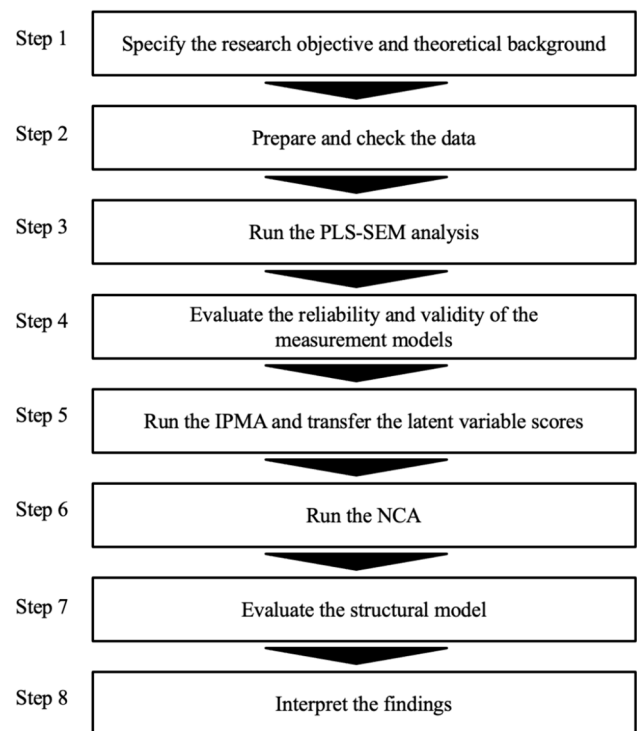 Step 1
Specify the research objective and theoretical background
Step 2
Prepare and check the data
Step 3
Run the PLS-SEM analysis
Step 4
Evaluate the reliability and validity of the
measurement models
Step 5
Run the IPMA and transfer the latent variable scores
Step 6
Run the NCA
Step 7
Evaluate the structural model
Step 8
Interpret the findings